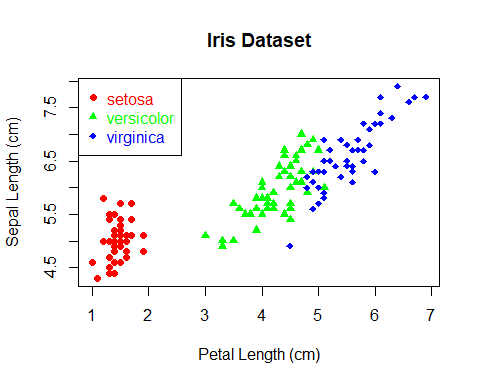 Iris Dataset
setosa
versicolor
virginica
Sepal Length (cm)
7.5
6.5
5.5
4.5
1 2 3 4 5 6 7
Petal Length (cm)